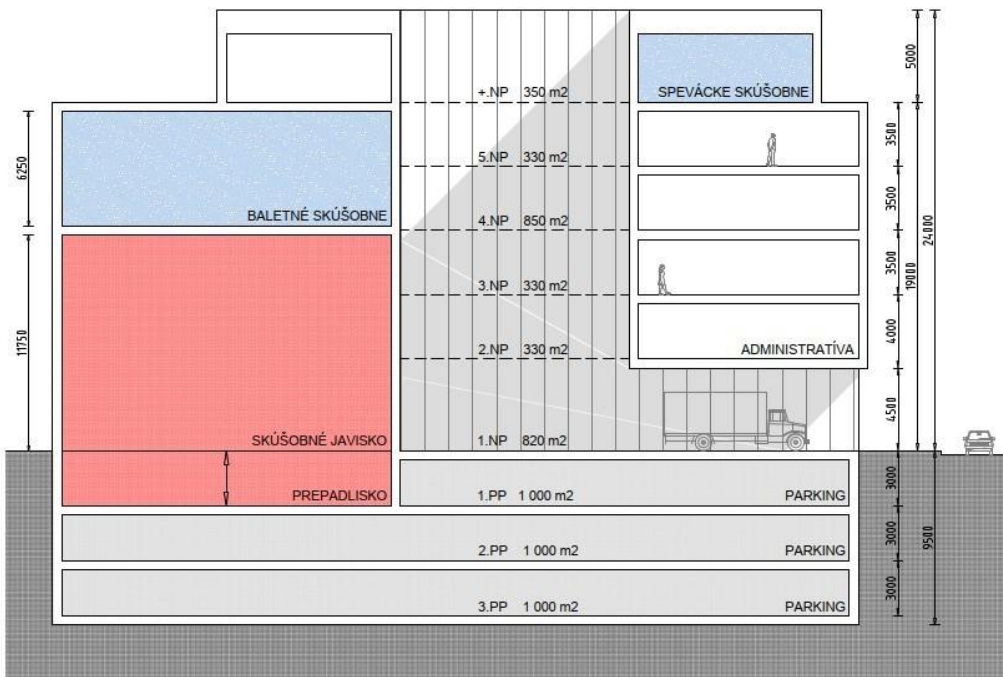 +.NP 350 m2
SPEVÁCKE SKÚŠOBNE
5.NP 330 m2
BALETNÉ SKÚŠOBNE
4.NP 850 m2
3.NP 330 m2
2.NP 330 m2
ADMINISTRATÍVA
SKÚŠOBNÉ JAVISKO
1.NP 820 m2
PREPADLISKO
1.PP 1 000 m2
PARKING
2.PP 1 000 m2
PARKING
3.PP 1 000 m2
PARKING
6250
11750
5000
3500
3500
3500
4000
4500
3000
3000
3000
19000
24000
9500